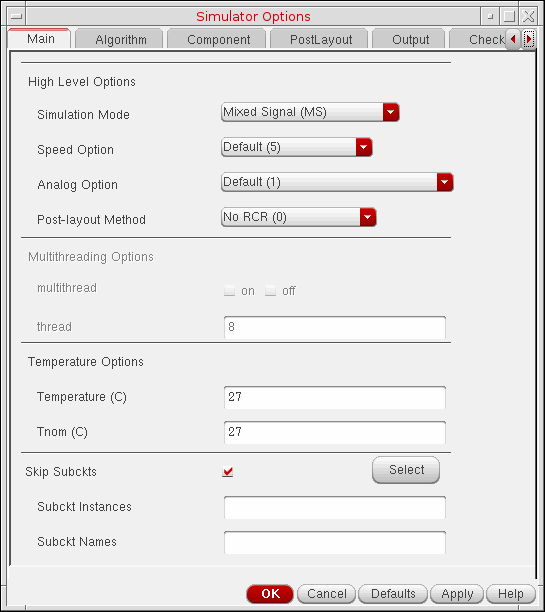 Simulator Options
Main Algorithm Component PostLayout Output Check
High Level Options
Simulation Mode Mixed Signal (MS)
Speed Option Default (5)
Analog Option Default (1)
Post-layout Method No RCR (0)
Multithreading Options
multithread on off
thread 8
Temperature Options
Temperature (C) 27
Tnom (C) 27
Skip Subckts Select
Subckt Instances
Subckt Names
OK Cancel Defaults Apply Help